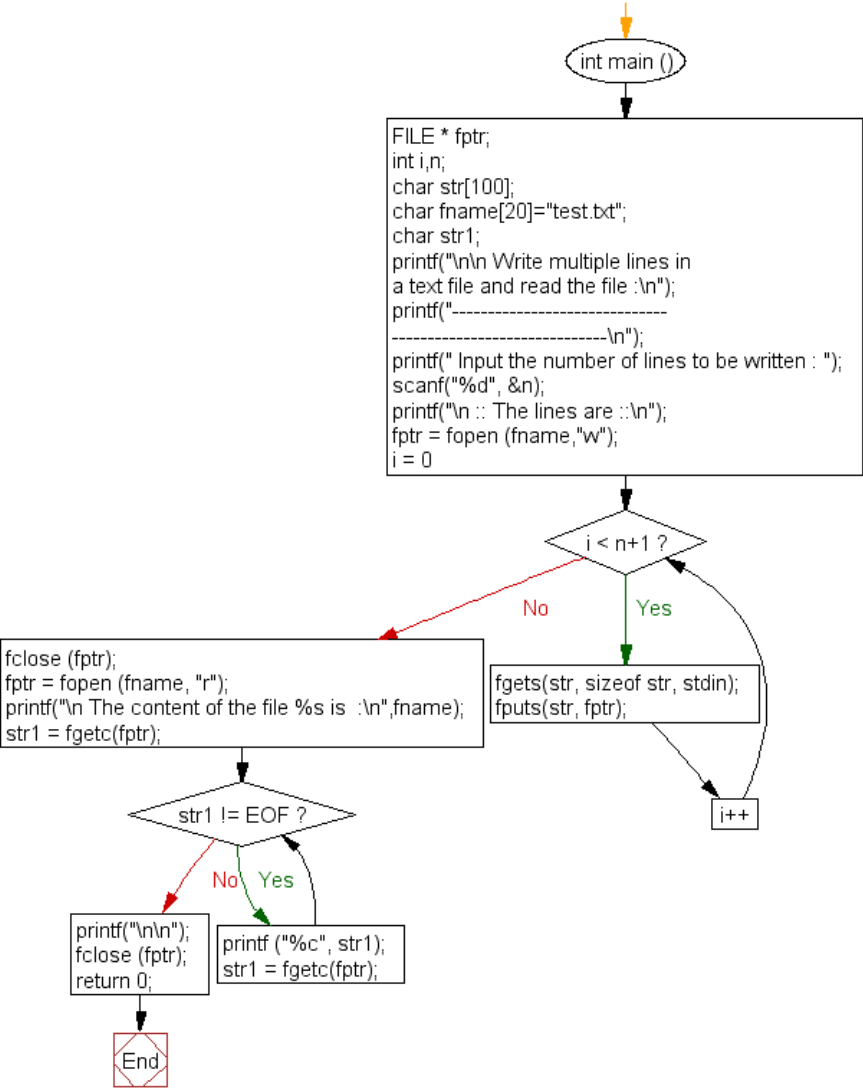 int main ()
FILE * fptr;
int i,n;
char str[100];
char fname[20]="test.txt";
char str1;
printf("\n\n Write multiple lines in
a text file and read the file :\n");
printf("------------------------------
------------------------------\n");
printf(" Input the number of lines to be written : ");
scanf("%d", &n);
printf("\n :: The lines are ::\n");
fptr = fopen (fname,"w");
i = 0
i < n+1 ?
No
Yes
fgets(str, sizeof str, stdin);
fputs(str, fptr);
i++
fclose (fptr);
fptr = fopen (fname, "r");
printf("\n The content of the file %s is  :\n",fname);
str1 = fgetc(fptr);
str1 != EOF ?
No
Yes
printf ("%c", str1);
str1 = fgetc(fptr);
printf("\n\n");
fclose (fptr);
return 0;
End